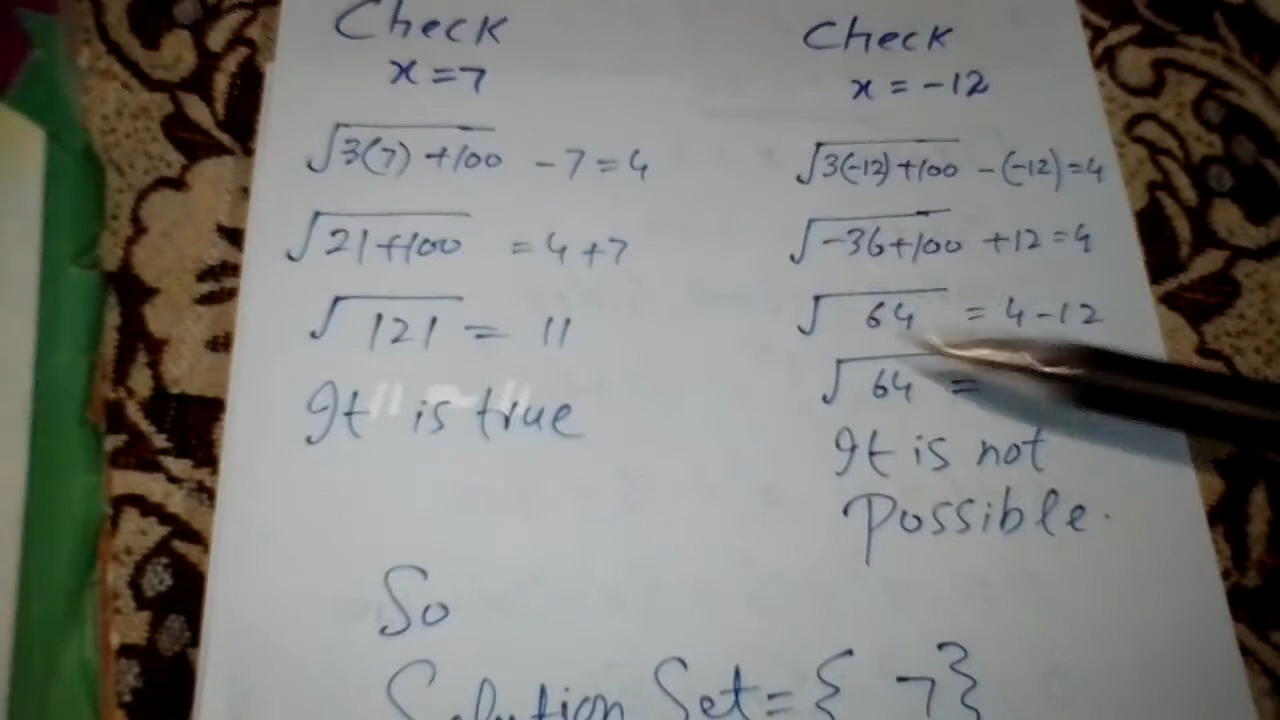 Check
x = 7
√3(7) +100 - 7 = 4
√21+100 = 4 +7
√121 = 11
It is true
Check
x = -12
√3(-12)+100 - (-12) = 4
√-36+100 +12 = 4
√64 = 4-12
√64 =
It is not
possible.
So
Solution Set = { 7}